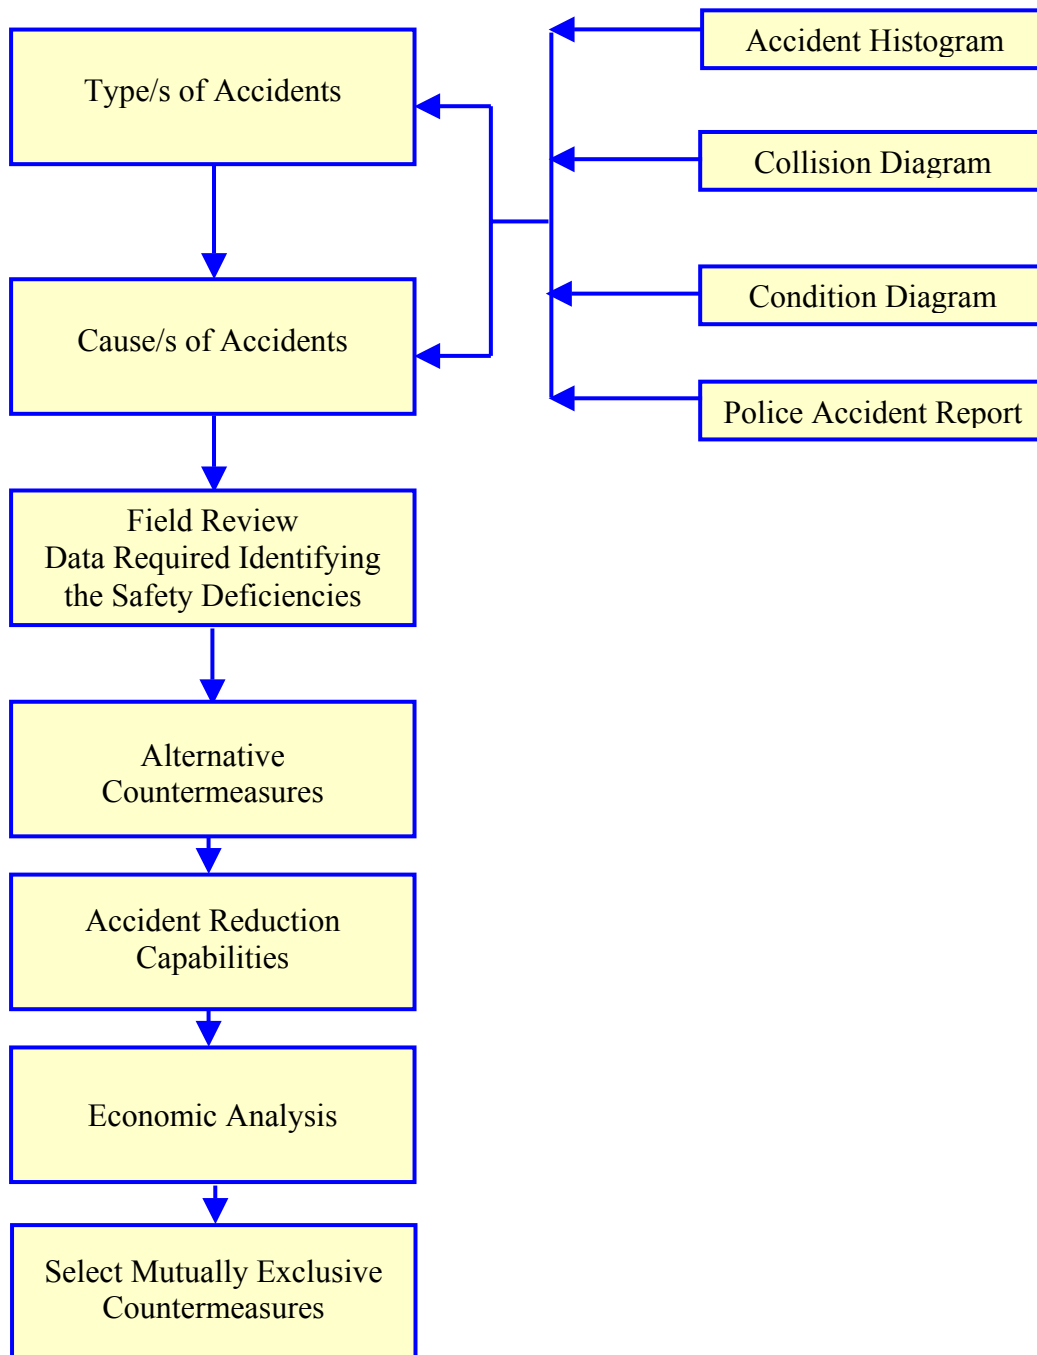 Type/s of Accidents
Cause/s of Accidents
Field Review
Data Required Identifying
the Safety Deficiencies
Alternative
Countermeasures
Accident Reduction
Capabilities
Economic Analysis
Select Mutually Exclusive
Countermeasures
Accident Histogram
Collision Diagram
Condition Diagram
Police Accident Report